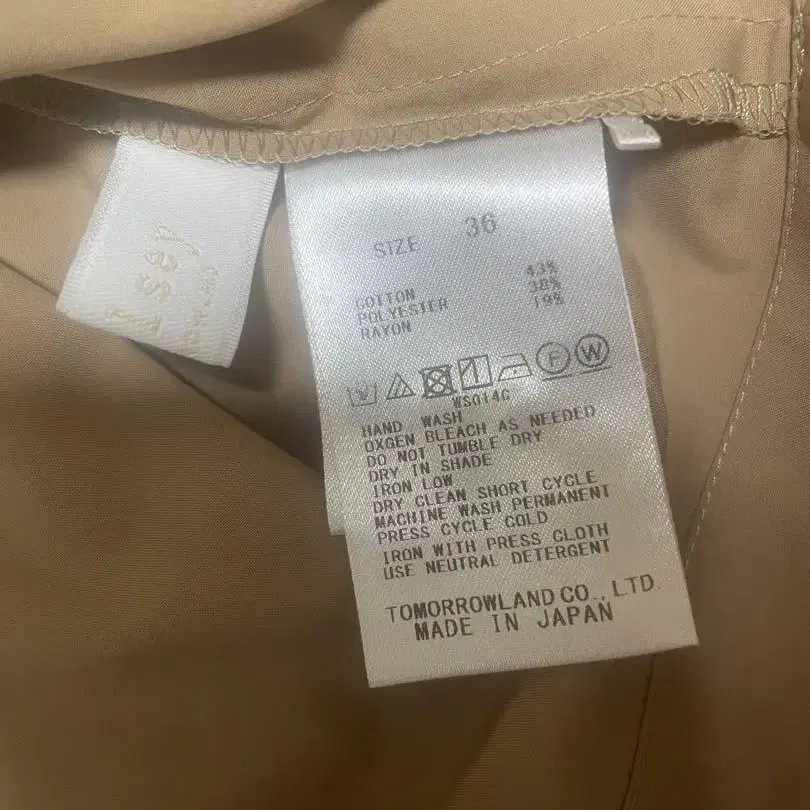 SIZE 36
COTTON 43%
POLYESTER 38%
RAYON 19%
F W
WS014G
HAND WASH
OXGEN BLEACH AS NEEDED
DO NOT TUMBLE DRY
DRY IN SHADE
IRON LOW
DRY CLEAN SHORT CYCLE
MACHINE WASH PERMANENT
PRESS CYCLE COLD
IRON WITH PRESS CLOTH
USE NEUTRAL DETERGENT
TOMORROWLAND CO., LTD.
MADE IN JAPAN